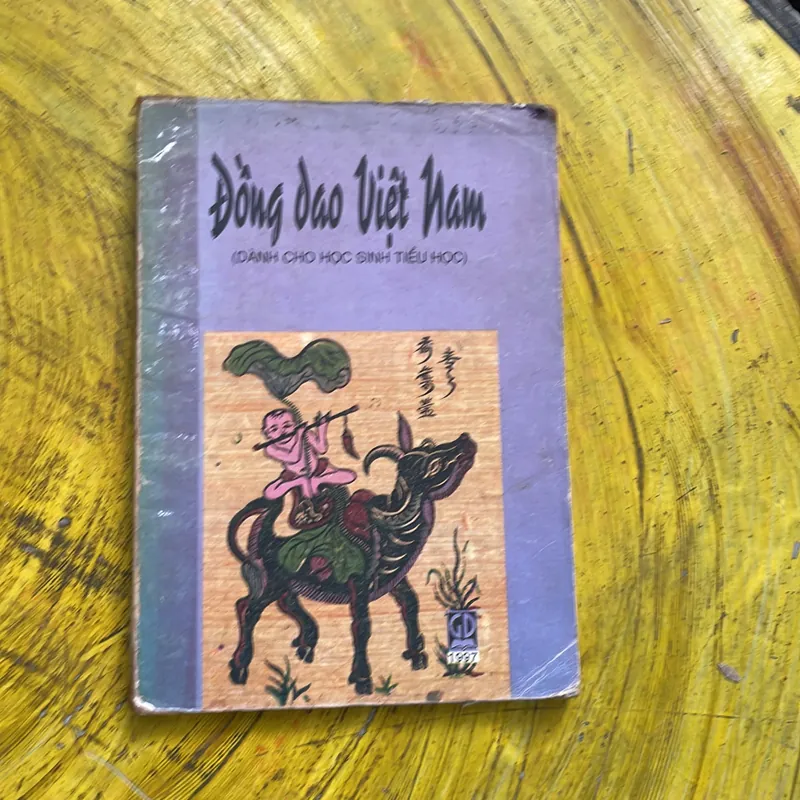 Đồng dao Việt Nam
(DÀNH CHO HỌC SINH TIỂU HỌC)
GD
1997